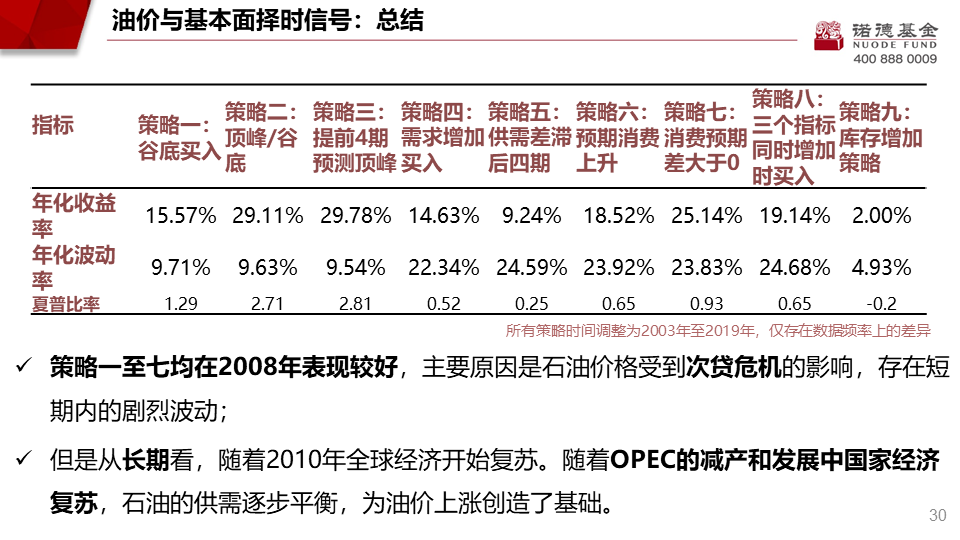 油价与基本面择时信号：总结
诺德基金
NUODE FUND
400 888 0009
指标
策略一：
谷底买入
策略二：
顶峰/谷
底
策略三：
提前4期
预测顶峰
策略四：
需求增加
买入
策略五：
供需差滞
后四期
策略六：
预期消费
上升
策略七：
消费预期
差大于0
策略八：
三个指标
同时增加
时买入
策略九：
库存增加
策略
年化收益
率
15.57% 29.11% 29.78% 14.63% 9.24% 18.52% 25.14% 19.14% 2.00%
年化波动
率
9.71% 9.63% 9.54% 22.34% 24.59% 23.92% 23.83% 24.68% 4.93%
夏普比率 1.29 2.71 2.81 0.52 0.25 0.65 0.93 0.65 -0.2
所有策略时间调整为2003年至2019年，仅存在数据频率上的差异
✓ 策略一至七均在2008年表现较好，主要原因是石油价格受到次贷危机的影响，存在短
期内的剧烈波动；
✓ 但是从长期看，随着2010年全球经济开始复苏。随着OPEC的减产和发展中国家经济
复苏，石油的供需逐步平衡，为油价上涨创造了基础。
30